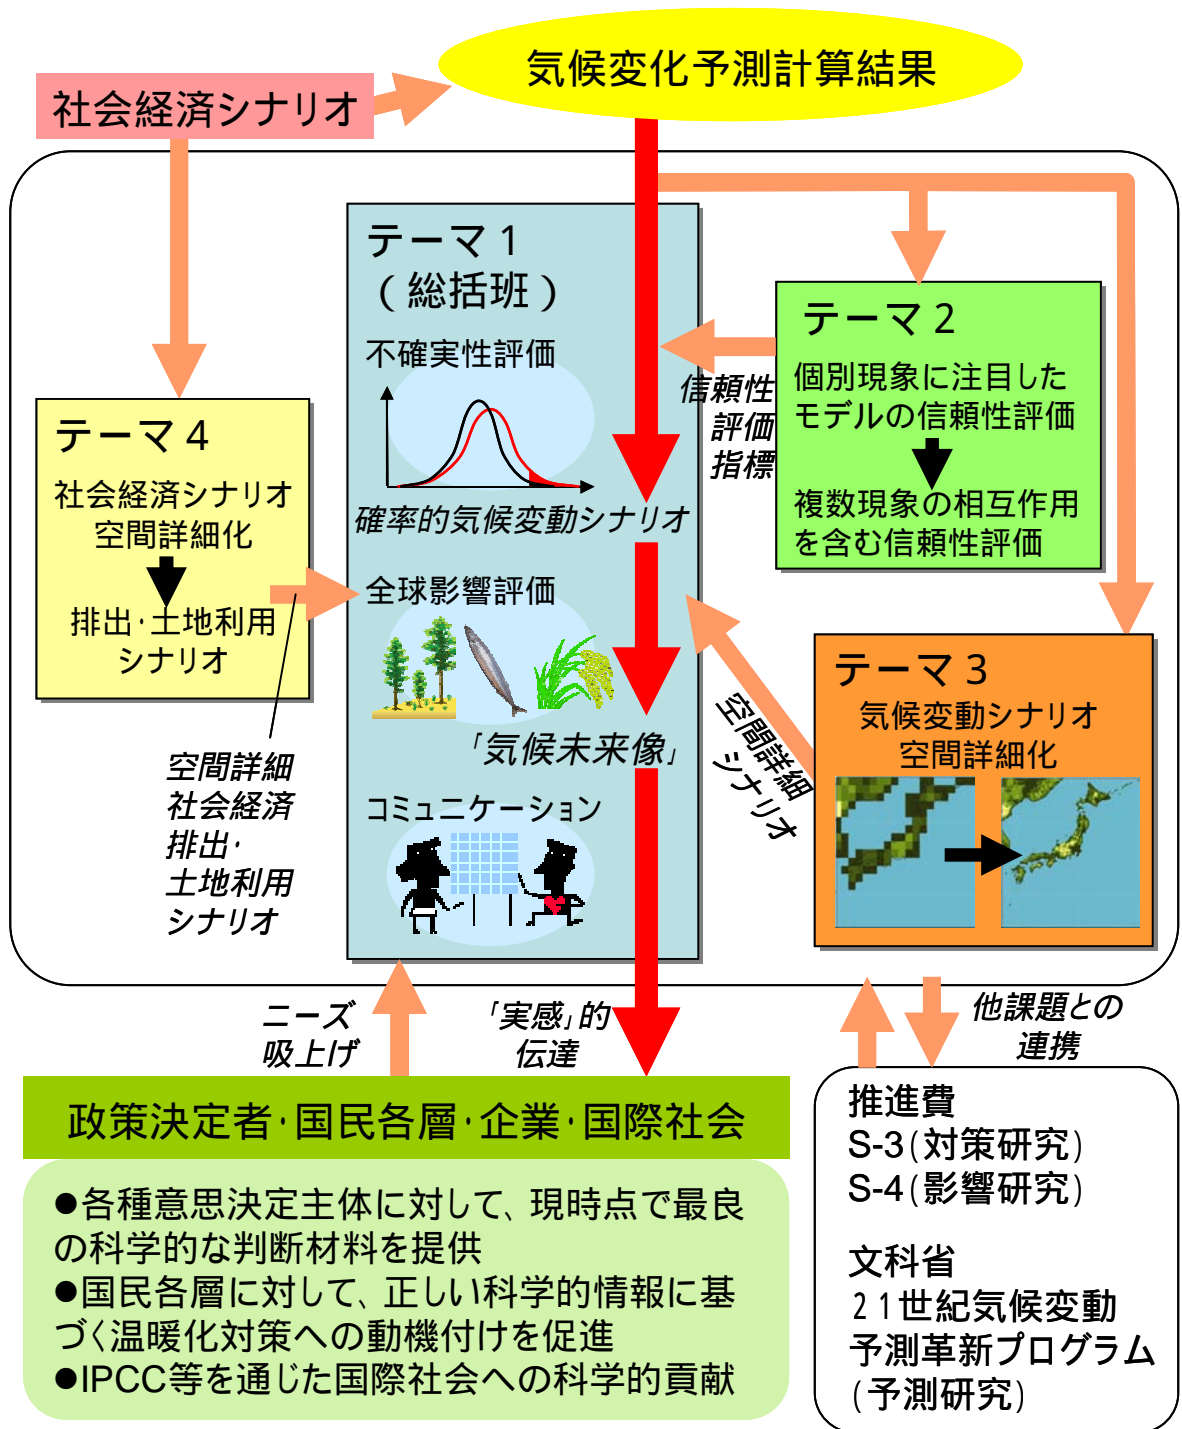 気候変化予測計算結果
社会経済シナリオ
テーマ１
（総括班）
不確実性評価
確率的気候変動シナリオ
全球影響評価
「気候未来像」
コミュニケーション
テーマ２
個別現象に注目した
モデルの信頼性評価
複数現象の相互作用
を含む信頼性評価
信頼性
評価
指標
テーマ４
社会経済シナリオ
空間詳細化
排出・土地利用
シナリオ
空間詳細
社会経済
排出・
土地利用
シナリオ
テーマ３
気候変動シナリオ
空間詳細化
空間詳細
シナリオ
ニーズ
吸上げ
「実感」的
伝達
他課題との
連携
政策決定者・国民各層・企業・国際社会
●各種意思決定主体に対して、現時点で最良
の科学的な判断材料を提供
●国民各層に対して、正しい科学的情報に基
づく温暖化対策への動機付けを促進
●IPCC等を通じた国際社会への科学的貢献
推進費
S-3（対策研究）
S-4（影響研究）
文科省
２１世紀気候変動
予測革新プログラム
（予測研究）